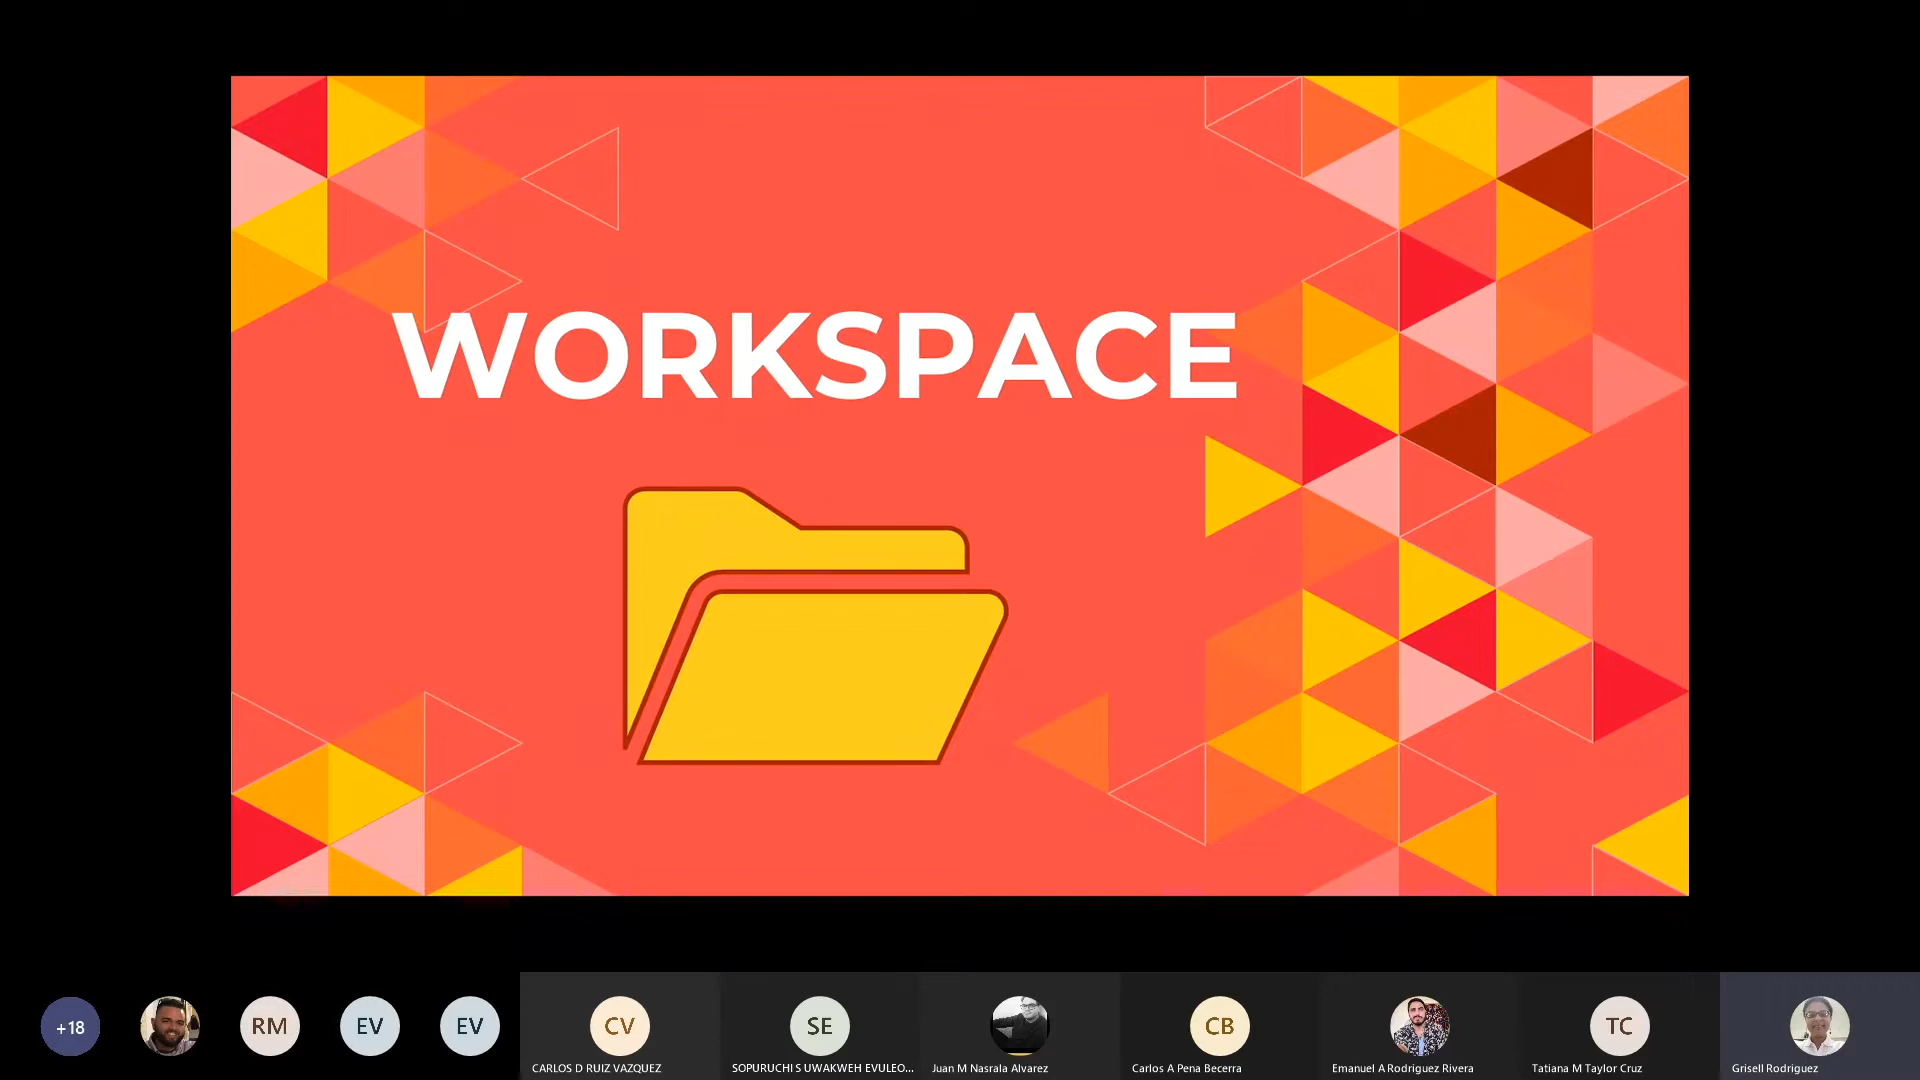 WORKSPACE
+18
RM
EV
EV
CV
SE
CB
TC
CARLOS D RUIZ VAZQUEZ
SOPURUCHI S UWAKWEH EVULEO...
Juan M Nasrala Alvarez
Carlos A Pena Becerra
Emanuel A Rodriguez Rivera
Tatiana M Taylor Cruz
Grisell Rodriguez